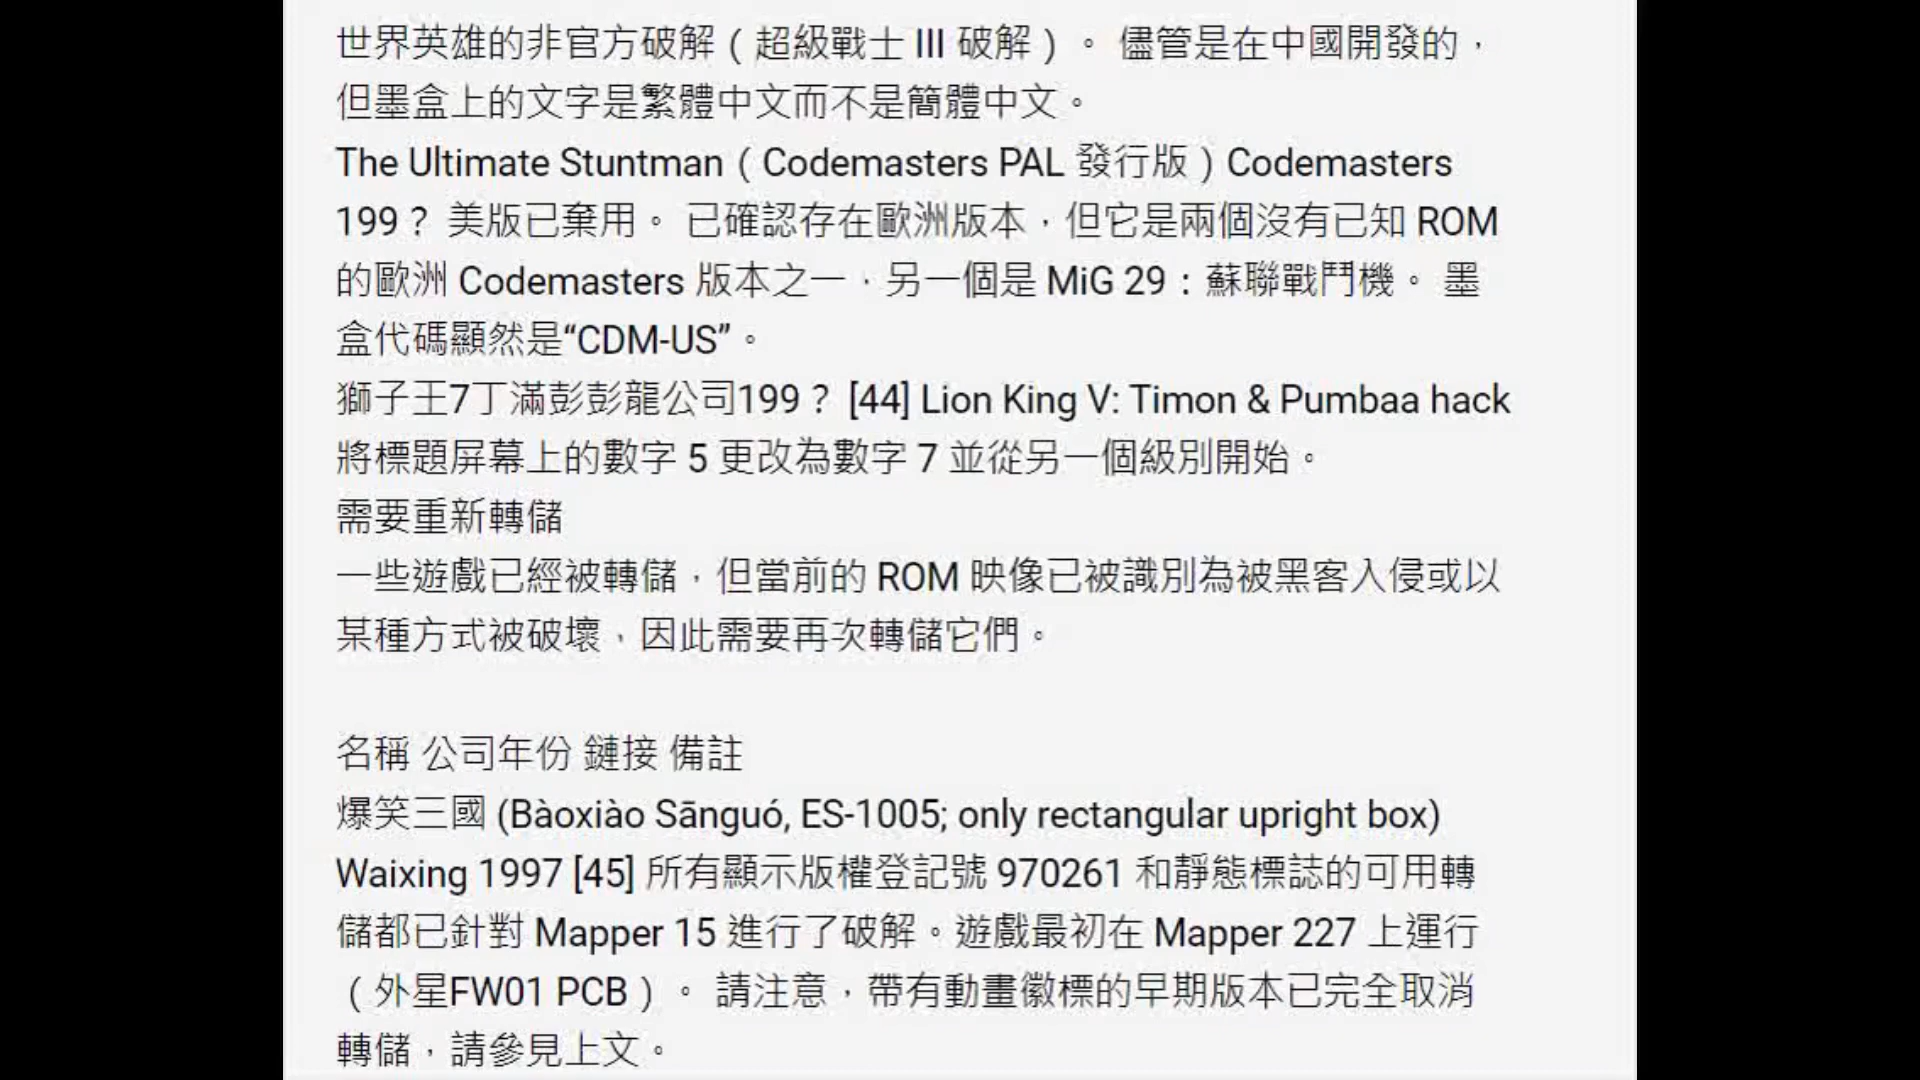 世界英雄的非官方破解（超級戰士 III 破解）。 儘管是在中國開發的，
但墨盒上的文字是繁體中文而不是簡體中文。
The Ultimate Stuntman（Codemasters PAL 發行版）Codemasters
199？ 美版已棄用。 已確認存在歐洲版本，但它是兩個沒有已知 ROM
的歐洲 Codemasters 版本之一，另一個是 MiG 29：蘇聯戰鬥機。 墨
盒代碼顯然是“CDM-US”。
獅子王7丁滿彭彭龍公司199？ [44] Lion King V: Timon & Pumbaa hack
將標題屏幕上的數字 5 更改為數字 7 並從另一個級別開始。
需要重新轉儲
一些遊戲已經被轉儲，但當前的 ROM 映像已被識別為被黑客入侵或以
某種方式被破壞，因此需要再次轉儲它們。
名稱 公司年份 鏈接 備註
爆笑三國 (Bàoxiào Sānguó, ES-1005; only rectangular upright box)
Waixing 1997 [45] 所有顯示版權登記號 970261 和靜態標誌的可用轉
儲都已針對 Mapper 15 進行了破解。遊戲最初在 Mapper 227 上運行
（外星FW01 PCB）。 請注意，帶有動畫徽標的早期版本已完全取消
轉儲，請參見上文。